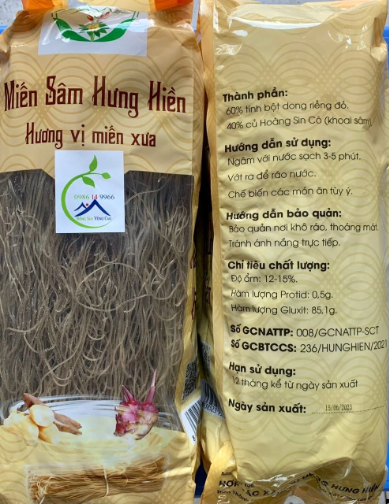 Miến Sâm Hưng Hiền
Hương vị miến xưa
09866 14 9966
Thành phần:
60% tinh bột dong riềng đỏ.
40% củ Hoàng Sin Cô (khoai sâm)
Hướng dẫn sử dụng:
Ngâm với nước sạch 3-5 phút.
Vớt ra để ráo nước.
Chế biến các món ăn tùy ý.
Hướng dẫn bảo quản:
Bảo quản nơi khô ráo, thoáng mát.
Tránh ánh nắng trực tiếp.
Chỉ tiêu chất lượng:
Độ ẩm: 12-15%.
Hàm lượng Protid: 0,5g.
Hàm lượng Gluxit: 85,1g.
Số GCNATTP: 008/GCNATTP-SCT
Số GCBTCCS: 236/HUNGHIEN/2021
Hạn sử dụng:
12 tháng kể từ ngày sản xuất
Ngày sản xuất:
HƯNG HIỀN